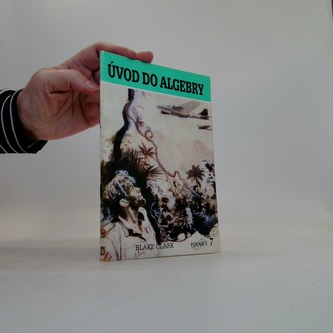 ÚVOD DO ALGEBRY
BLAKE CLARK
7